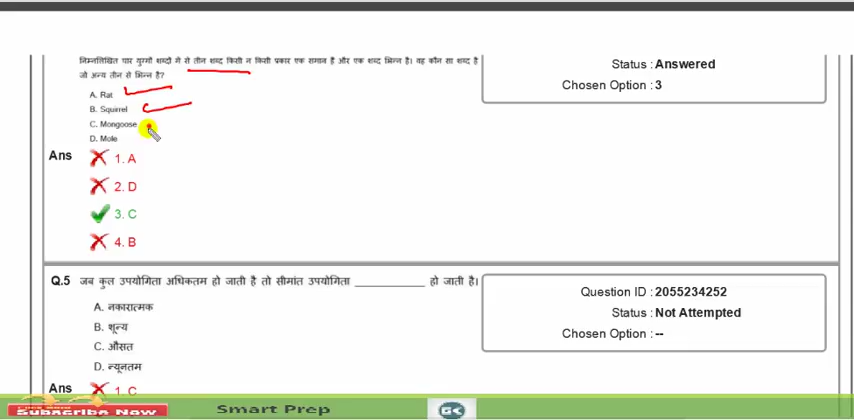 निम्नलिखित चार युग्मों शब्दों में से तीन शब्द किसी न किसी प्रकार एक समान हैं और एक शब्द भिन्न है। वह कौन सा शब्द है
जो अन्य तीन से भिन्न है?
A. Rat
B. Squirrel
C. Mongoose
D. Mole
Ans
1. A
2. D
3. C
4. B
Status : Answered
Chosen Option : 3
Q.5 जब कुल उपयोगिता अधिकतम हो जाती है तो सीमांत उपयोगिता ____________ हो जाती है।
A. नकारात्मक
B. शून्य
C. औसत
D. न्यूनतम
Ans
1. C
Question ID : 2055234252
Status : Not Attempted
Chosen Option : --
Subscribe Now
Smart Prep
GK